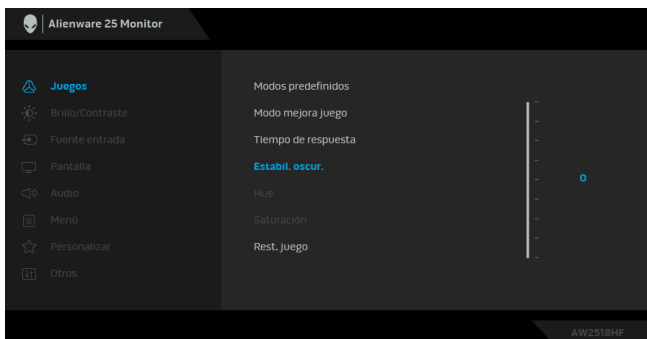 Alienware 25 Monitor
Juegos
Brillo/Contraste
Fuente entrada
Pantalla
Audio
Menú
Personalizar
Otros
Modos predefinidos
Modo mejora juego
Tiempo de respuesta
Estabil. oscur.
Hue
Saturación
Rest. juego
0
AW2518HF